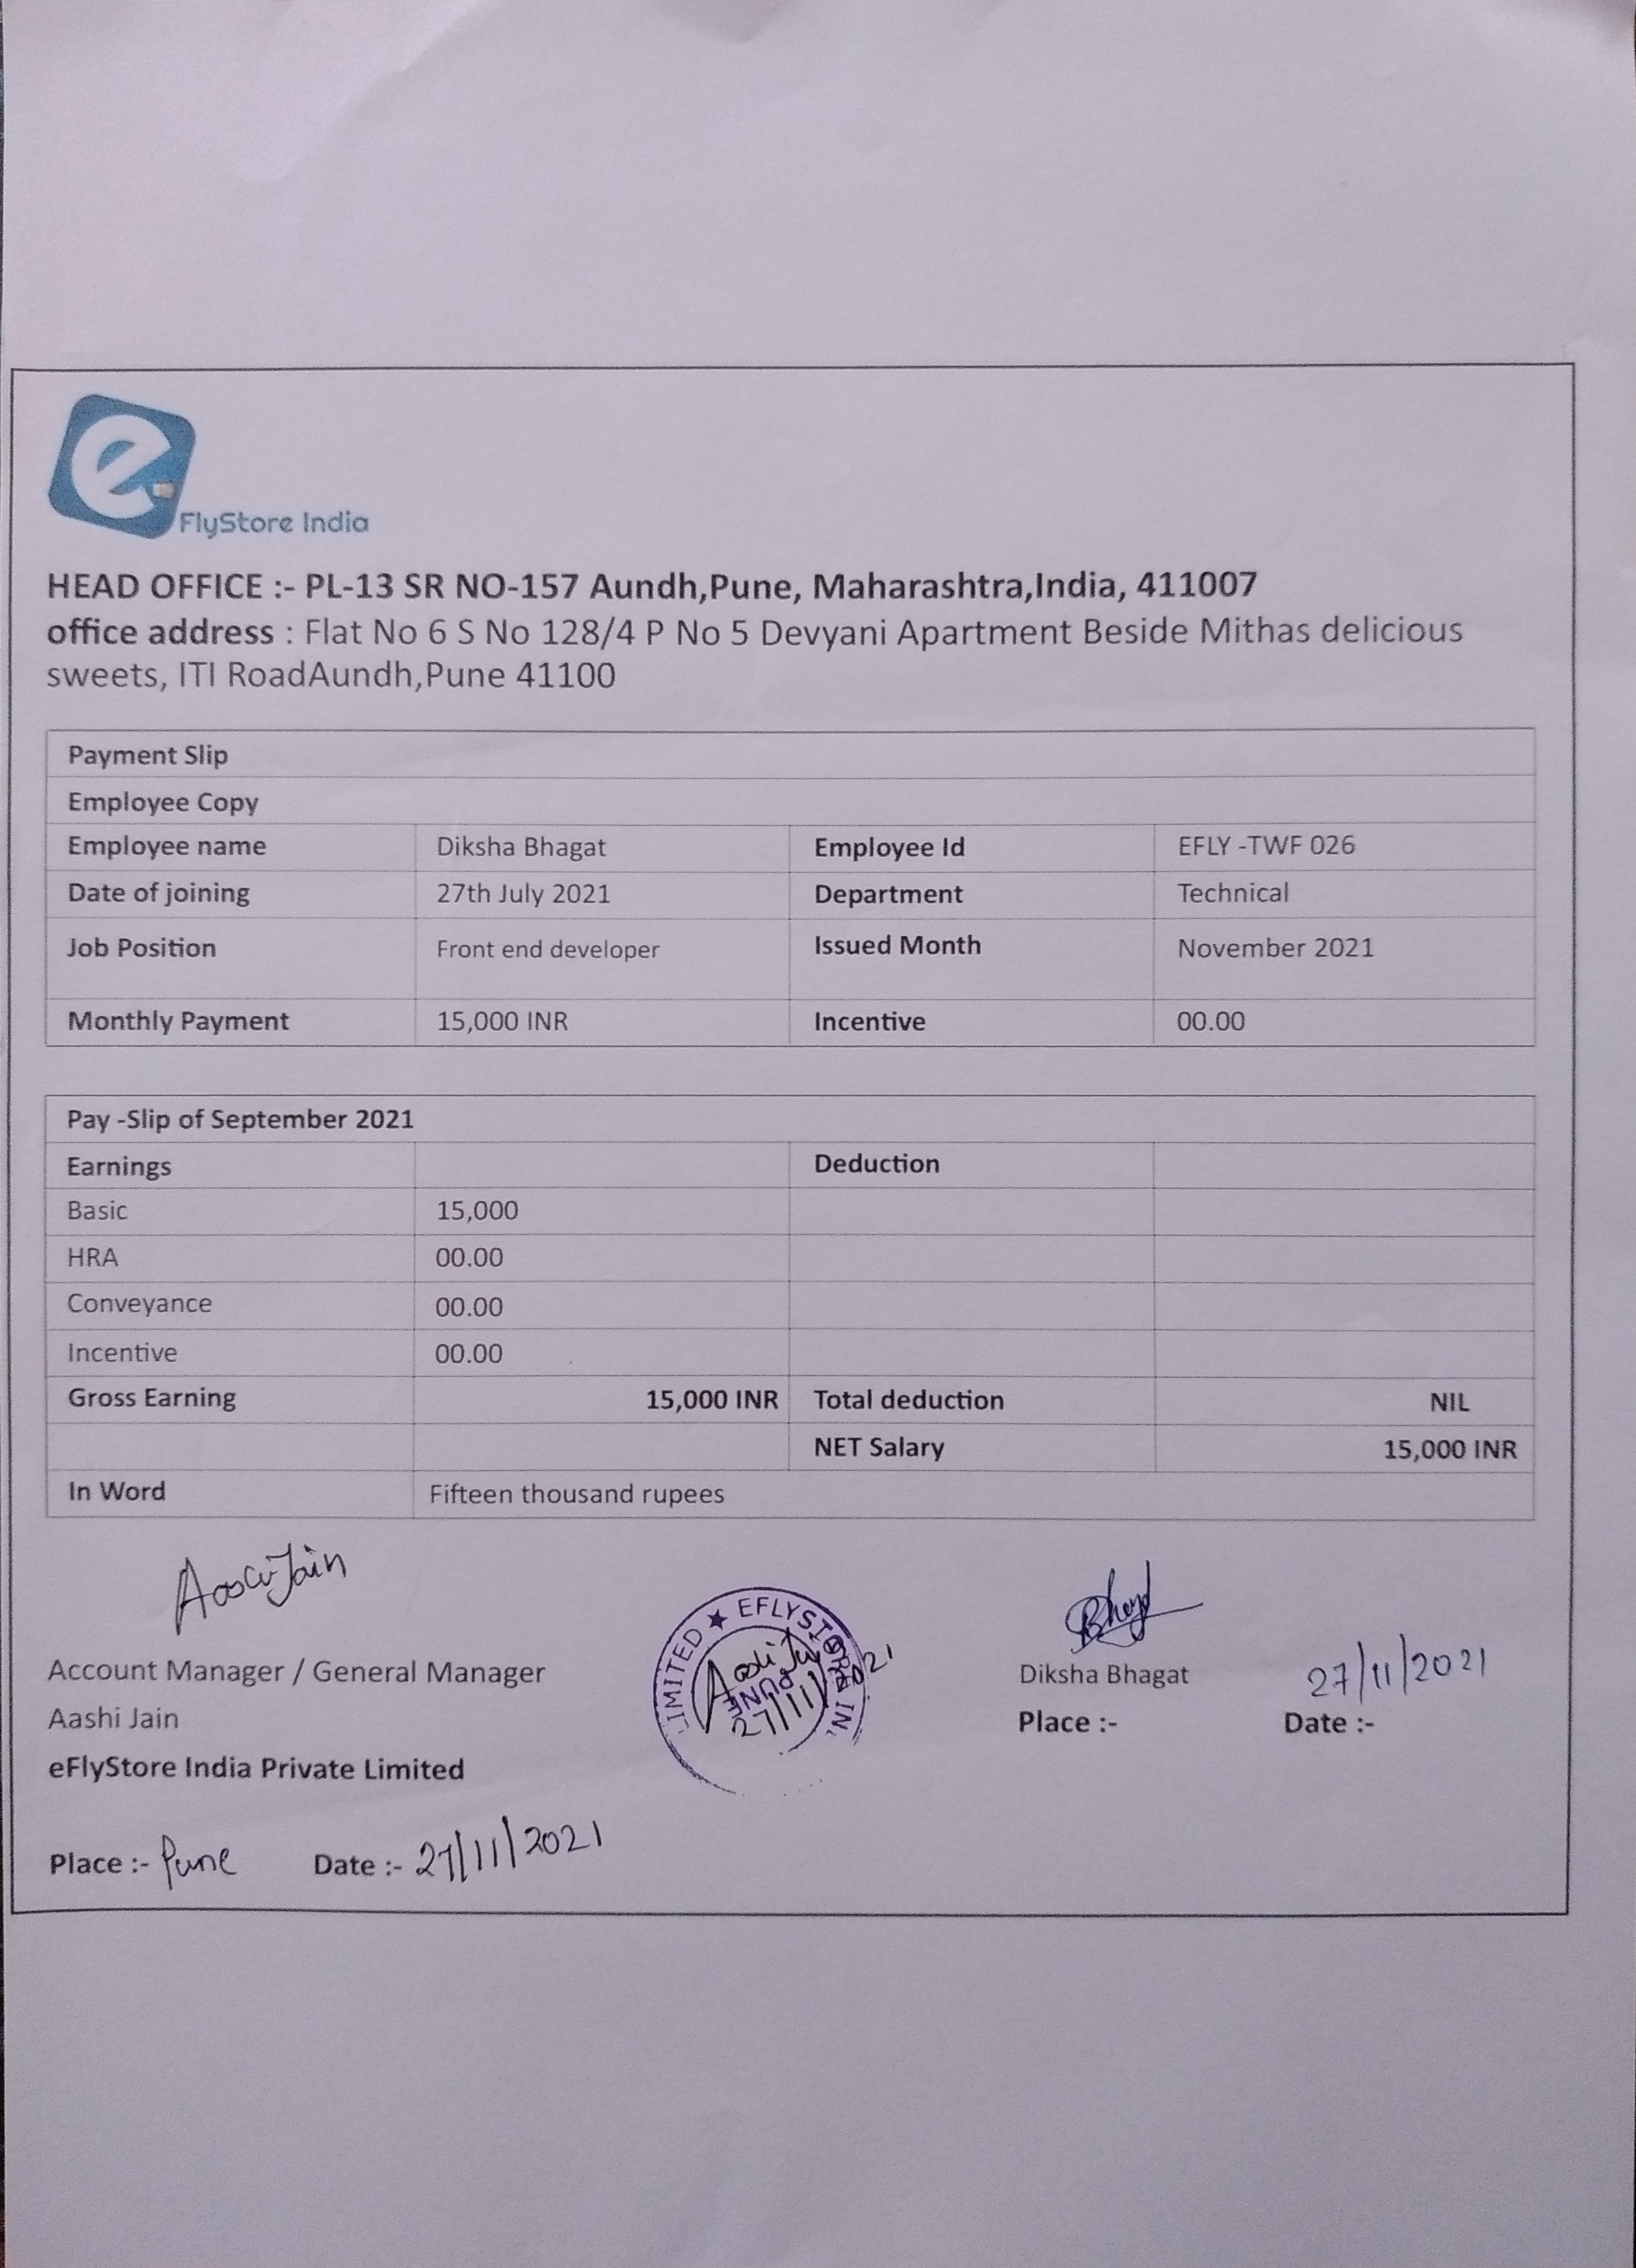 e
FlyStore India
HEAD OFFICE :- PL-13 SR NO-157 Aundh,Pune, Maharashtra,India, 411007
office address : Flat No 6 S No 128/4 P No 5 Devyani Apartment Beside Mithas delicious
sweets, ITI RoadAundh,Pune 41100
Payment Slip
Employee Copy
Employee name Diksha Bhagat Employee Id EFLY -TWF 026
Date of joining 27th July 2021 Department Technical
Job Position Front end developer Issued Month November 2021
Monthly Payment 15,000 INR Incentive 00.00
Pay -Slip of September 2021
Earnings Deduction
Basic 15,000
HRA 00.00
Conveyance 00.00
Incentive 00.00
Gross Earning 15,000 INR Total deduction NIL
NET Salary 15,000 INR
In Word Fifteen thousand rupees
Account Manager / General Manager
Aashi Jain
eFlyStore India Private Limited
Place :- Pune Date :- 27/11/2021
LIMITED ★ EFLYSTORE IN
PUNE
27/11/2021
Diksha Bhagat 27/11/2021
Place :- Date :-